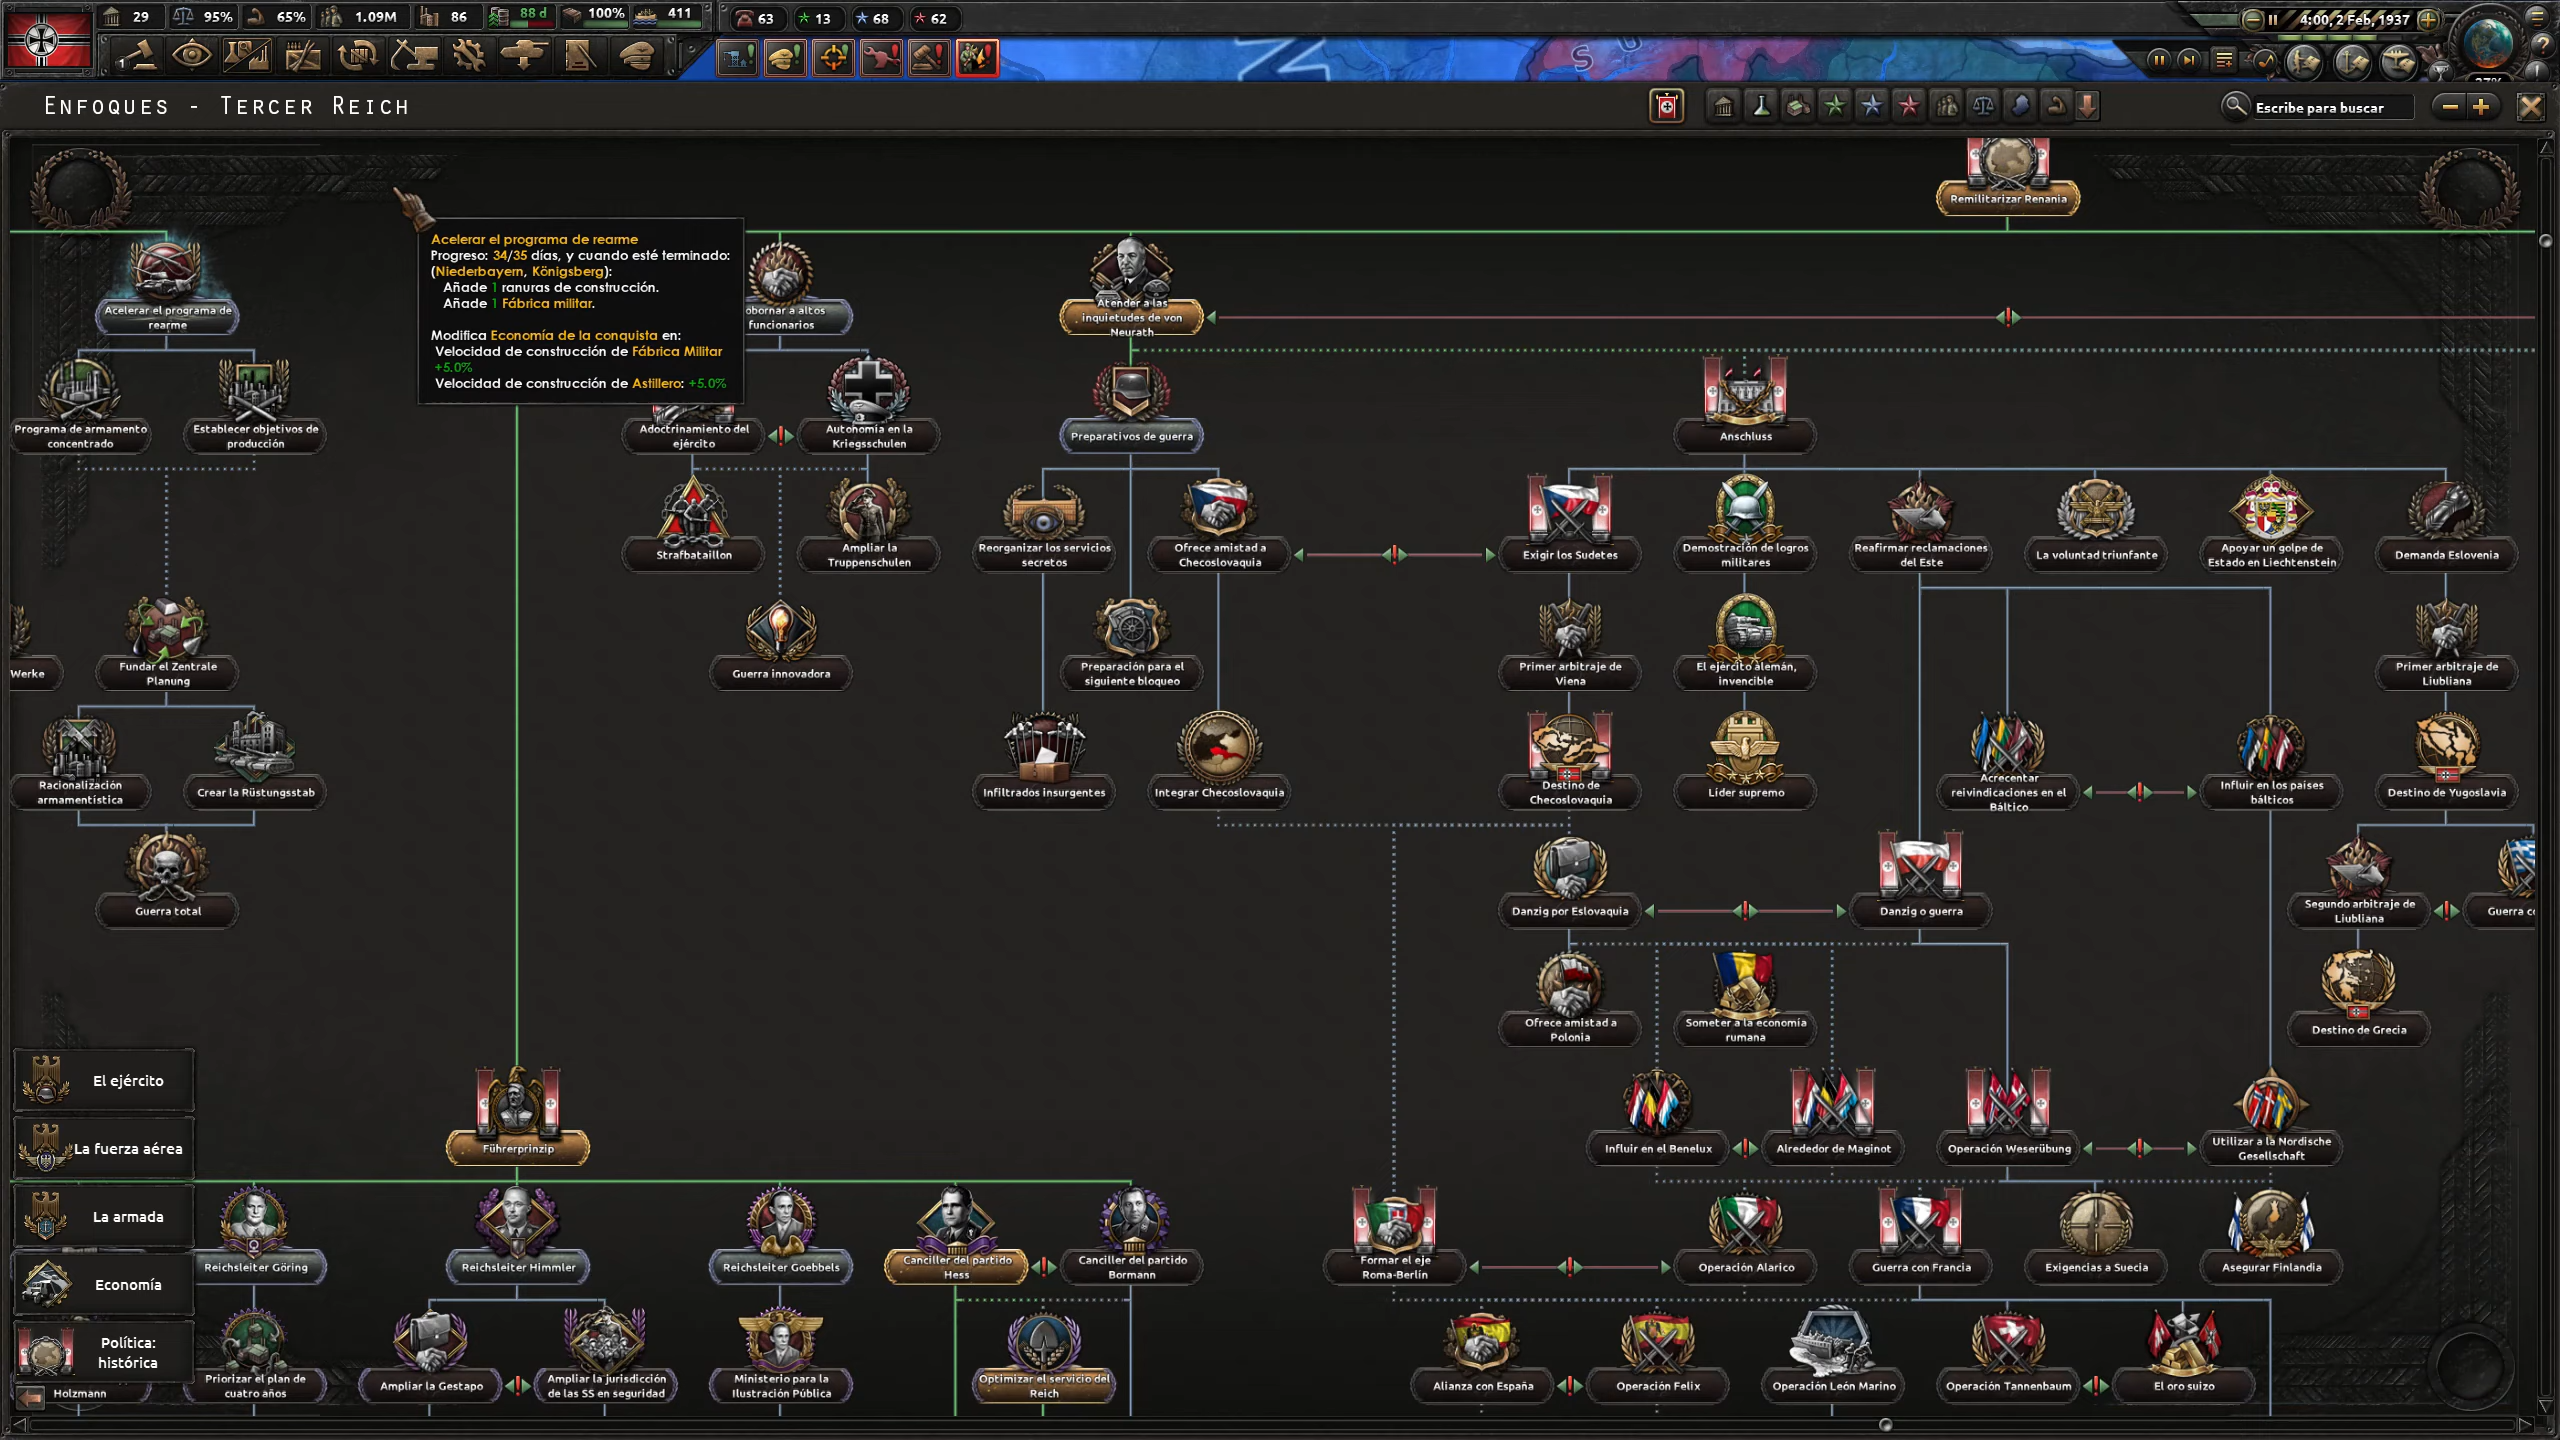 29 95% 65% 1.09M 86 88 d 100% 411 63 13 68 62
4:00, 2 Feb, 1937
1
ENFOQUES - TERCER REICH
Escribe para buscar
Remilitarizar Renania
Acelerar el programa de rearme
Progreso: 34/35 días, y cuando esté terminado:
(Niederbayern, Königsberg):
Añade 1 ranuras de construcción.
Añade 1 Fábrica militar.
Modifica Economía de la conquista en:
Velocidad de construcción de Fábrica Militar
+5.0%
Velocidad de construcción de Astillero: +5.0%
Acelerar el programa de
rearme
obornar a altos
funcionarios
Atender a las
inquietudes de von
Neurath
Programa de armamento
concentrado
Establecer objetivos de
producción
Adoctrinamiento del
ejército
Autonomía en la
Kriegsschulen
Preparativos de guerra
Anschluss
Strafbataillon
Ampliar la
Truppenschulen
Reorganizar los servicios
secretos
Ofrece amistad a
Checoslovaquia
Exigir los Sudetes
Demostración de logros
militares
Reafirmar reclamaciones
del Este
La voluntad triunfante
Apoyar un golpe de
Estado en Liechtenstein
Demanda Eslovenia
Werke
Fundar el Zentrale
Planung
Guerra innovadora
Preparación para el
siguiente bloqueo
Primer arbitraje de
Viena
El ejército alemán,
invencible
Primer arbitraje de
Liubliana
Racionalización
armamentística
Crear la Rüstungsstab
Infiltrados insurgentes
Integrar Checoslovaquia
Destino de
Checoslovaquia
Líder supremo
Acrecentar
reivindicaciones en el
Báltico
Influir en los países
bálticos
Destino de Yugoslavia
Guerra total
Danzig por Eslovaquia
Danzig o guerra
Segundo arbitraje de
Liubliana
Guerra co
Ofrece amistad a
Polonia
Someter a la economía
rumana
Destino de Grecia
El ejército
La fuerza aérea
La armada
Economía
Política:
histórica
Führerprinzip
Influir en el Benelux
Alrededor de Maginot
Operación Weserübung
Utilizar a la Nordische
Gesellschaft
Reichsleiter Göring
Reichsleiter Himmler
Reichsleiter Goebbels
Canciller del partido
Hess
Canciller del partido
Bormann
Formar el eje
Roma-Berlín
Operación Alarico
Guerra con Francia
Exigencias a Suecia
Asegurar Finlandia
Holzmann
Priorizar el plan de
cuatro años
Ampliar la Gestapo
Ampliar la jurisdicción
de las SS en seguridad
Ministerio para la
Ilustración Pública
Optimizar el servicio del
Reich
Alianza con España
Operación Felix
Operación León Marino
Operación Tannenbaum
El oro suizo